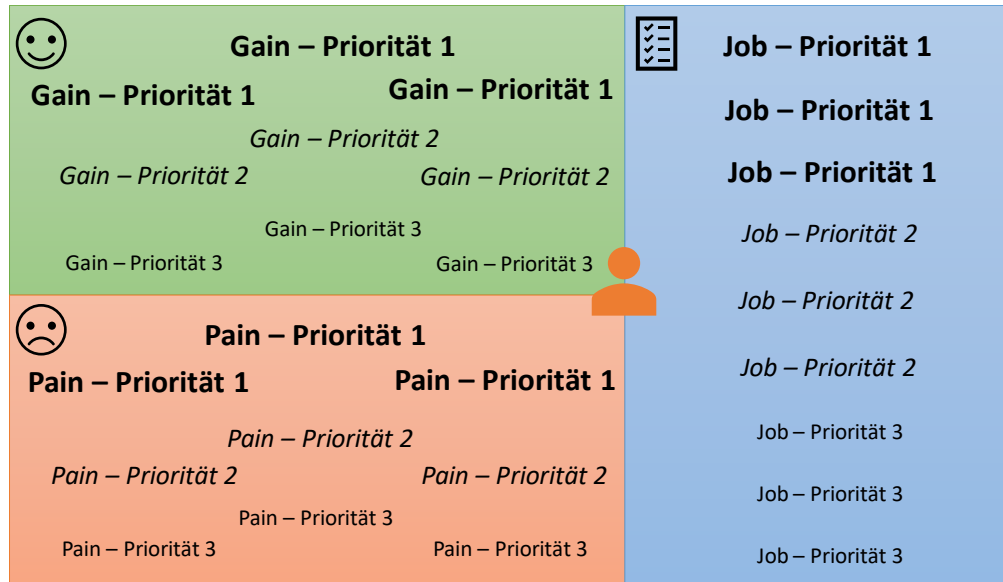 Gain – Priorität 1
Gain – Priorität 1
Gain – Priorität 1
Gain – Priorität 2
Gain – Priorität 2
Gain – Priorität 2
Gain – Priorität 3
Gain – Priorität 3
Gain – Priorität 3
Pain – Priorität 1
Pain – Priorität 1
Pain – Priorität 1
Pain – Priorität 2
Pain – Priorität 2
Pain – Priorität 2
Pain – Priorität 3
Pain – Priorität 3
Pain – Priorität 3
Job – Priorität 1
Job – Priorität 1
Job – Priorität 1
Job – Priorität 2
Job – Priorität 2
Job – Priorität 2
Job – Priorität 3
Job – Priorität 3
Job – Priorität 3